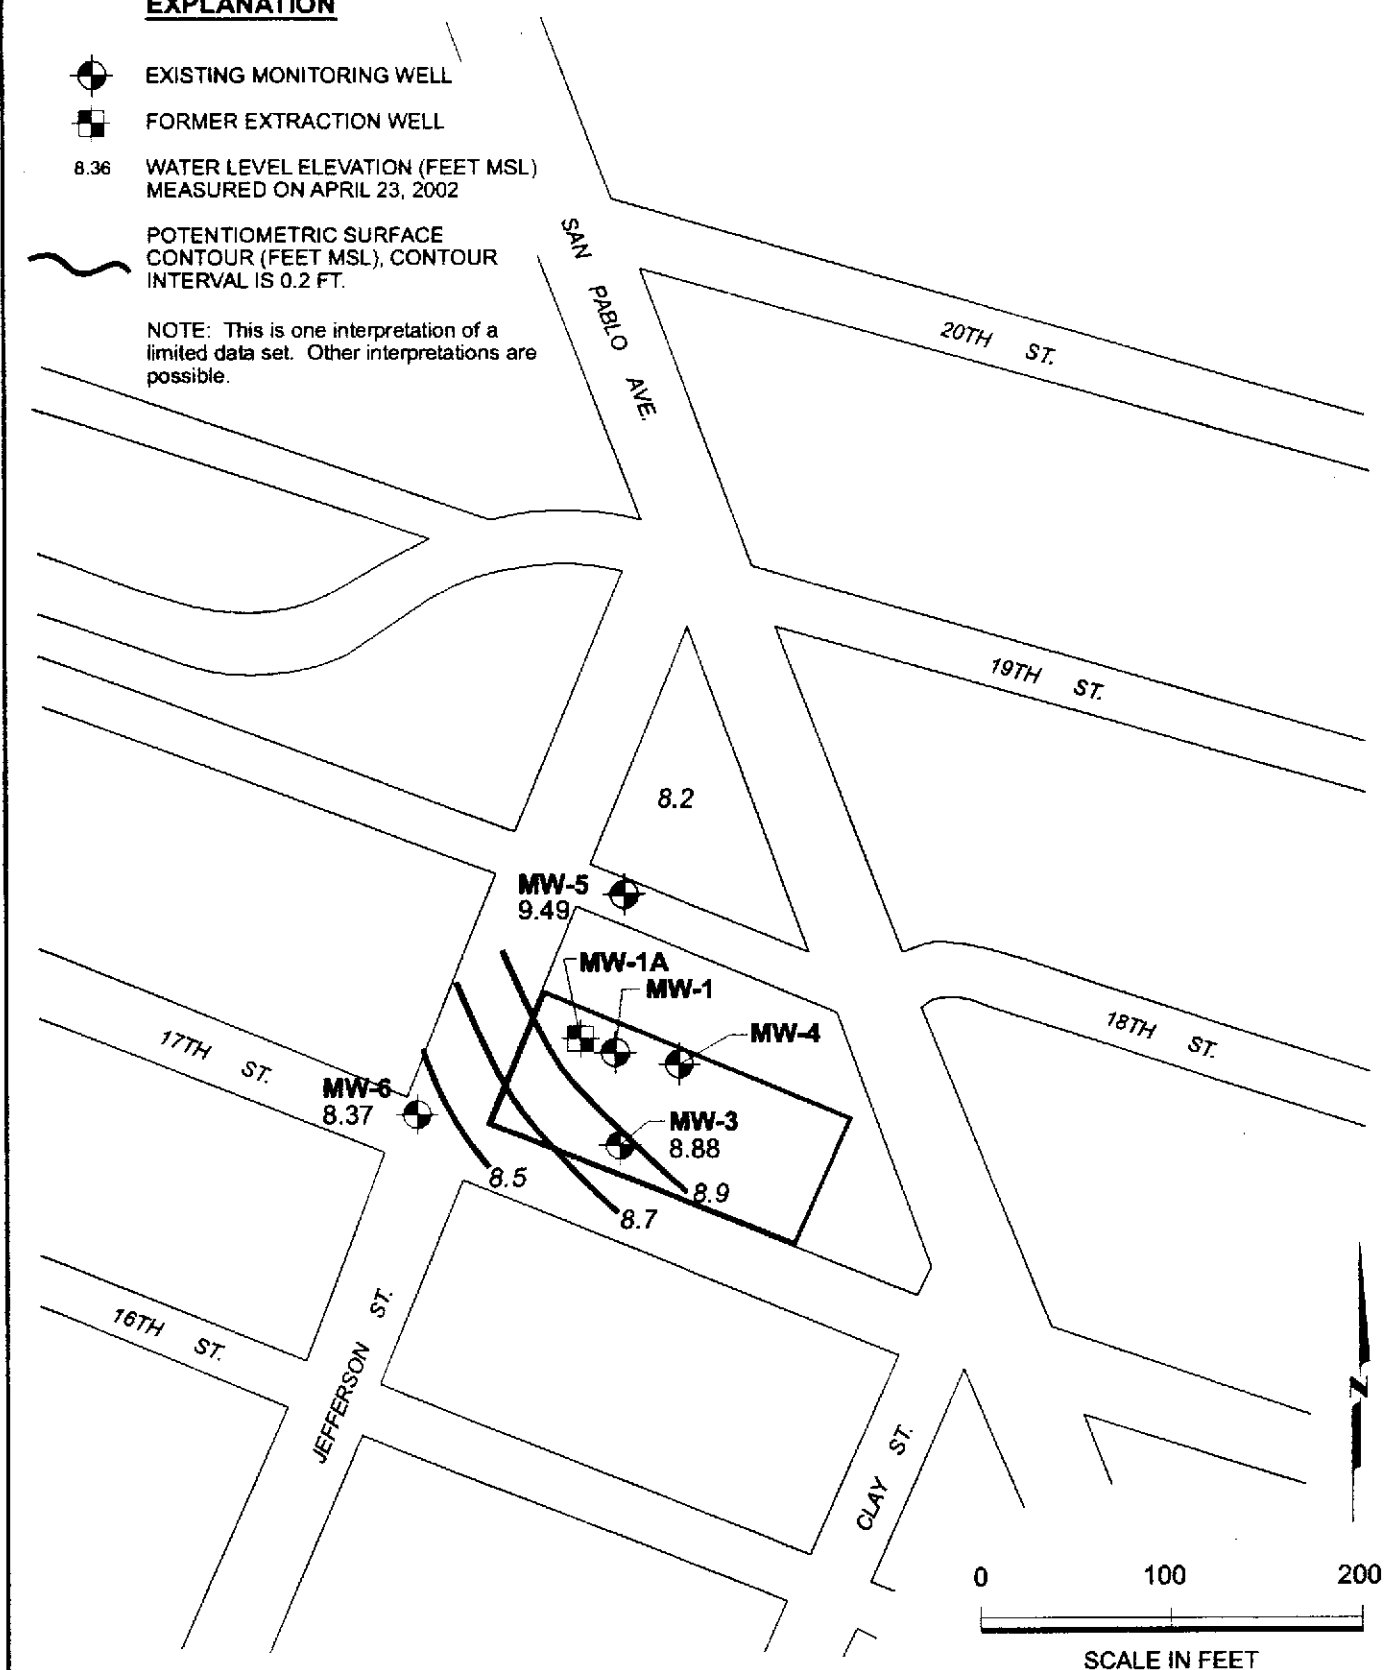 EXPLANATION
EXISTING MONITORING WELL
FORMER EXTRACTION WELL
8.36 WATER LEVEL ELEVATION (FEET MSL)
MEASURED ON APRIL 23, 2002
POTENTIOMETRIC SURFACE
CONTOUR (FEET MSL), CONTOUR
INTERVAL IS 0.2 FT.
NOTE: This is one interpretation of a
limited data set. Other interpretations are
possible.
SAN PABLO AVE.
20TH ST.
19TH ST.
8.2
MW-5
9.49
MW-1A
MW-1
MW-4
18TH ST.
17TH ST.
MW-6
8.37
MW-3
8.88
8.5
8.9
8.7
16TH ST.
JEFFERSON ST.
CLAY ST.
N
0 100 200
SCALE IN FEET